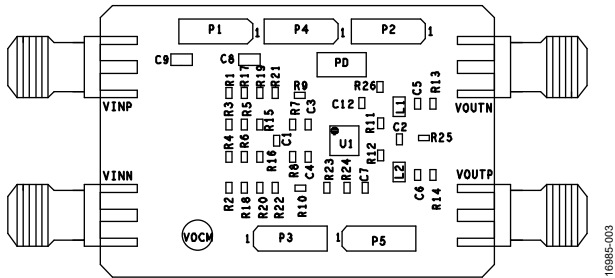 P1 1 P4 1 P2 1
C9 C8 PD
R1 R17 R19 R21 R9 R26 C5 R13
VINP C12 L1 VOUTN
R3 R5 R15 R7 C3 R11
C1 U1 C2 R25
R4 R6 R16 R8 C4 R12
VINN R23 R24 C7 L2 VOUTP
R2 R18 R20 R22 R10 C6 R14
VOCM 1 P3 1 P5
16965-003